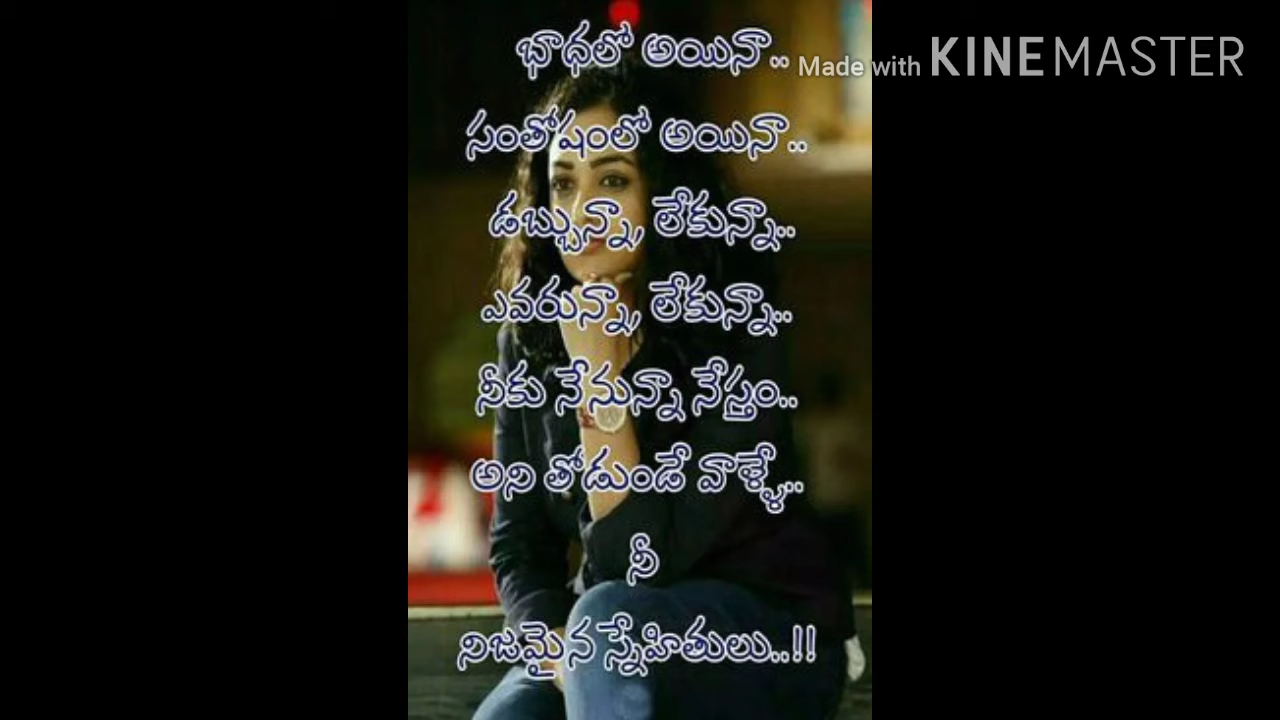 భాధలో అయినా..
Made with KINEMASTER
సంతోషంలో అయినా..
డబ్బున్నా, లేకున్నా..
ఎవరున్నా, లేకున్నా..
నీకు నేనున్నా నేస్తం..
అని తోడుండే వాళ్ళే..
నీ
నిజమైన స్నేహితులు..!!